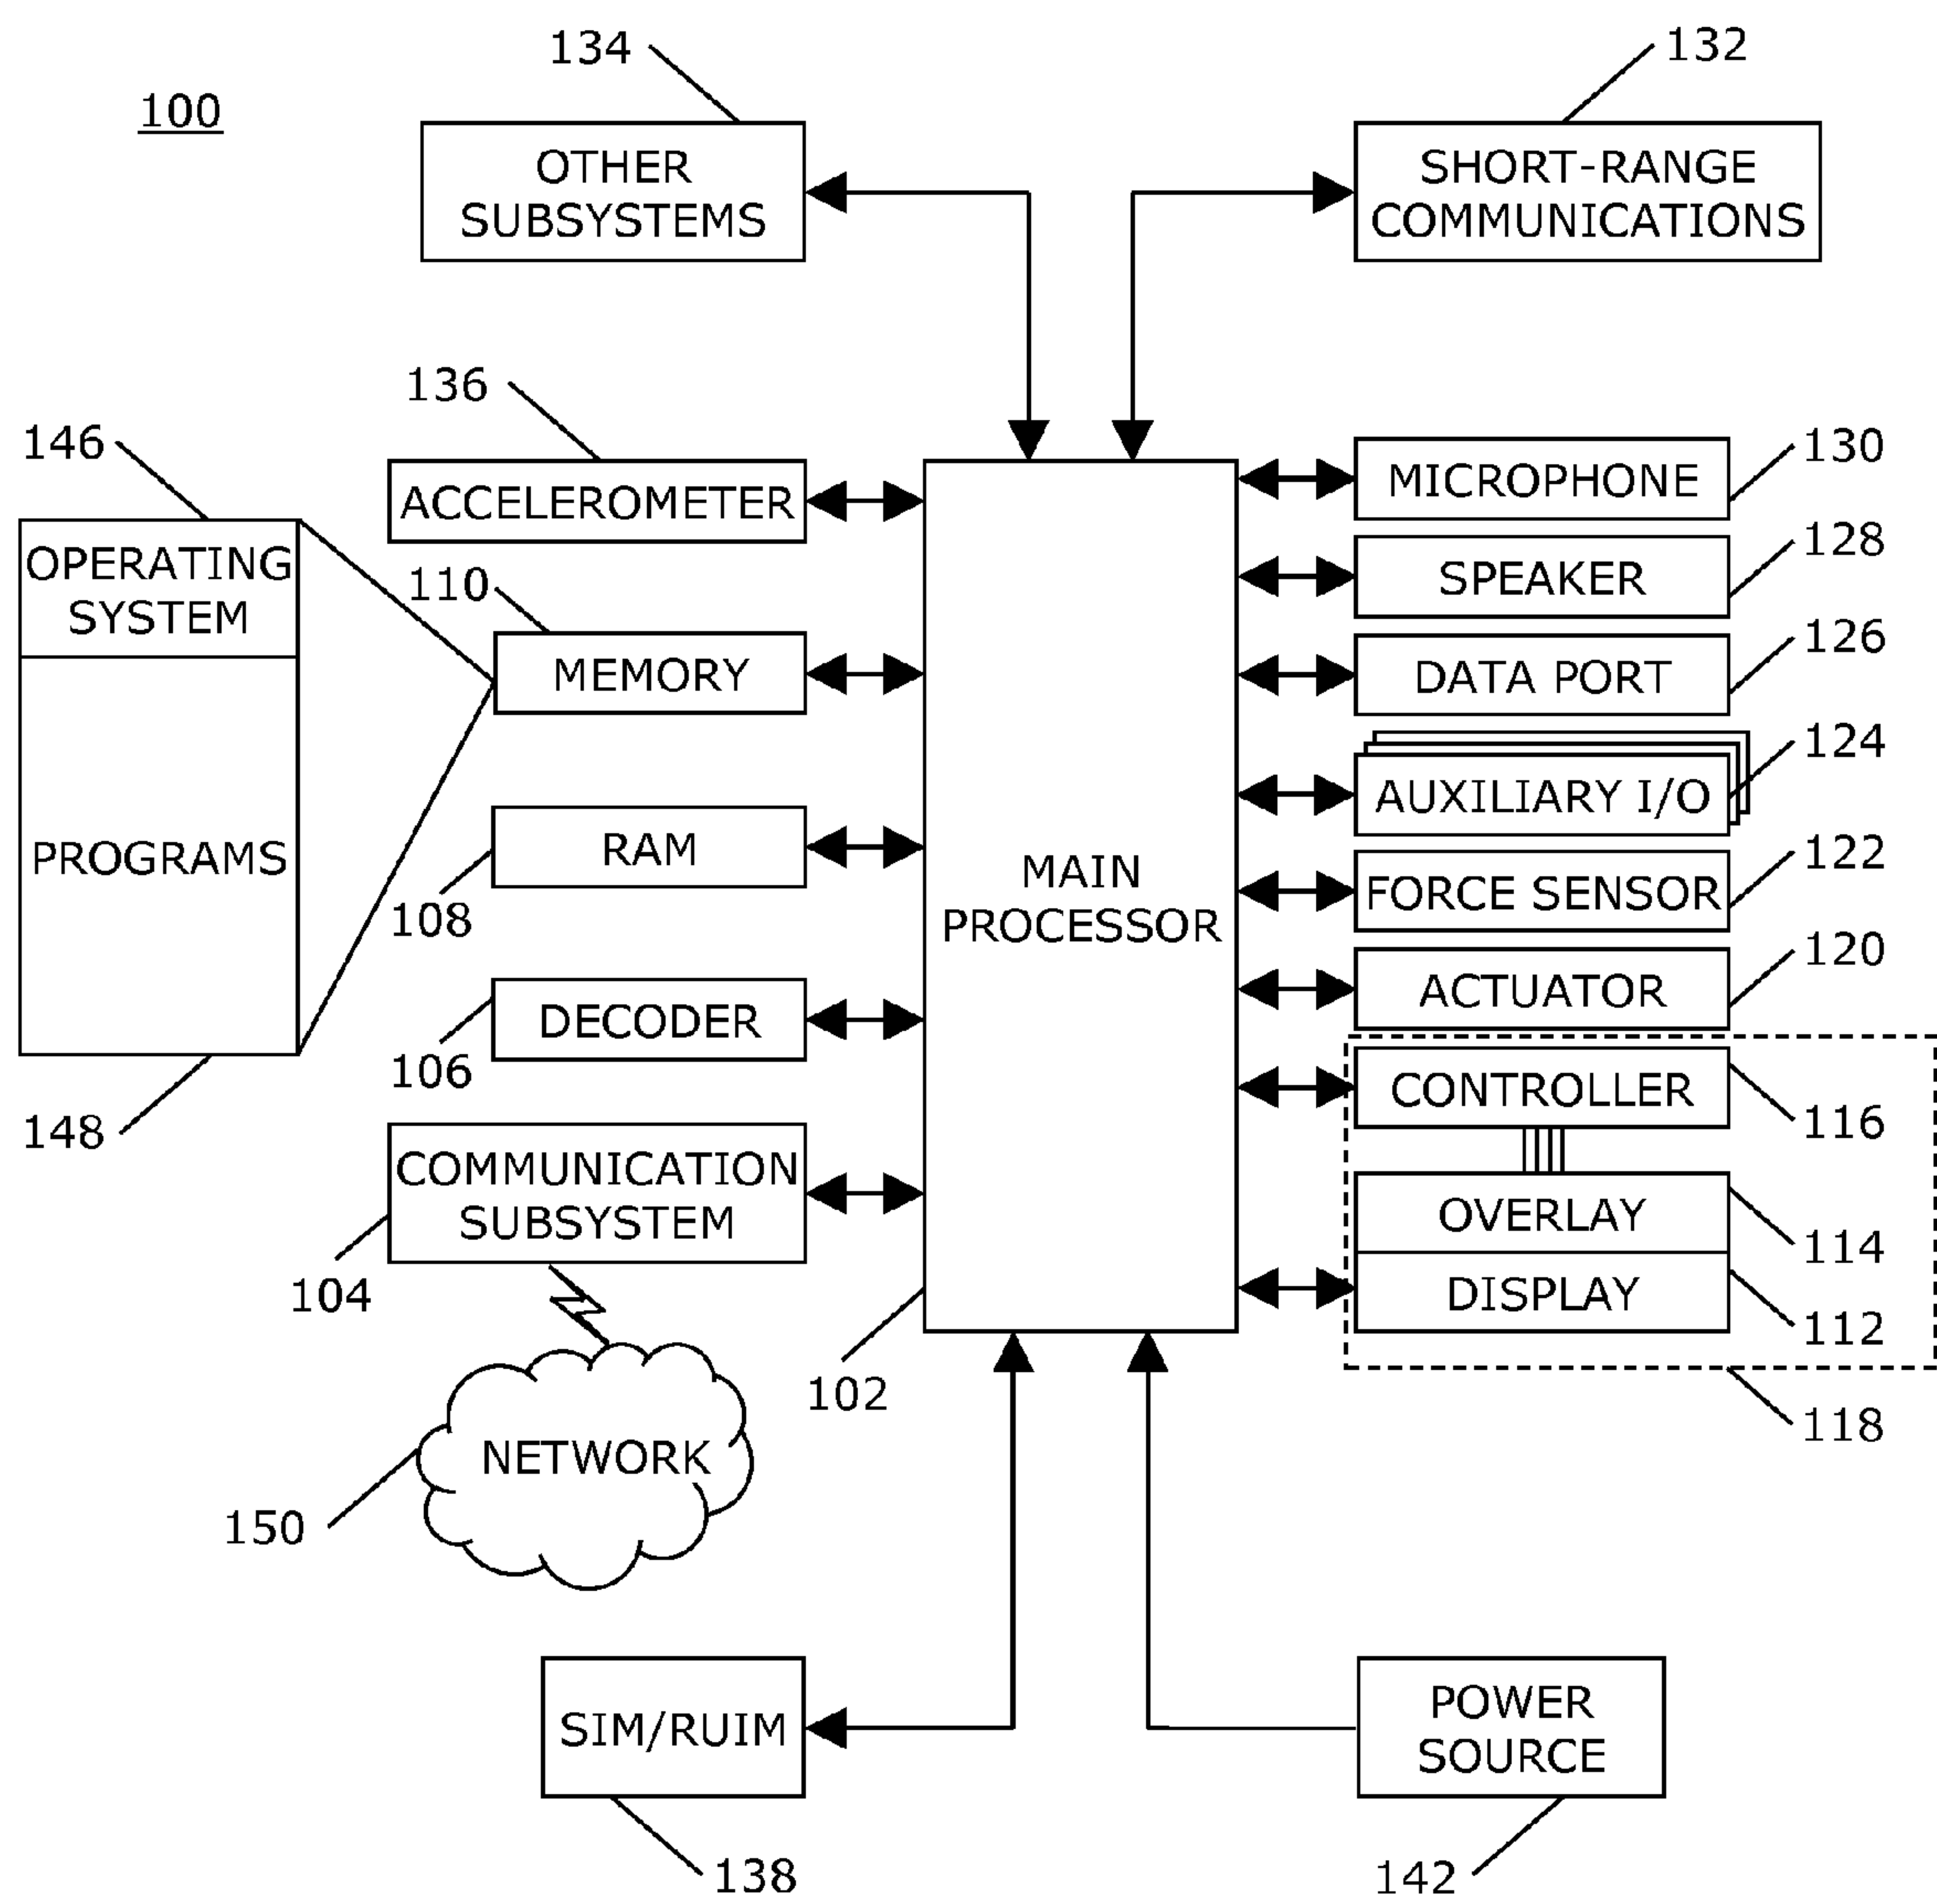 134
132
100
OTHER
SUBSYSTEMS
SHORT-RANGE
COMMUNICATIONS
136
146
130
ACCELEROMETER
MICROPHONE
128
OPERATING
SYSTEM
110
SPEAKER
126
MEMORY
DATA PORT
124
AUXILIARY I/O
PROGRAMS
RAM
122
108
MAIN
PROCESSOR
FORCE SENSOR
120
DECODER
ACTUATOR
106
CONTROLLER
148
116
COMMUNICATION
SUBSYSTEM
OVERLAY
114
104
DISPLAY
112
102
118
NETWORK
150
SIM/RUIM
POWER
SOURCE
138
142